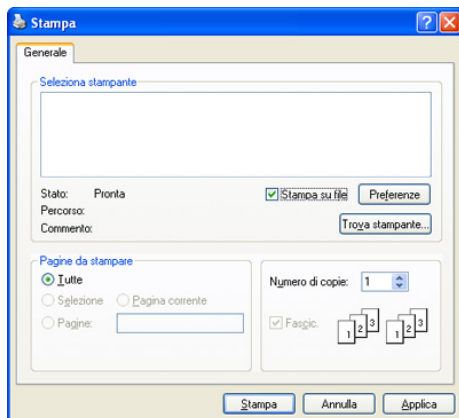 Stampa
Generale
Seleziona stampante
Stato: Pronta
Percorso:
Commento:
Stampa su file
Preferenze
Trova stampante...
Pagine da stampare
Tutte
Selezione Pagina corrente
Pagine:
Numero di copie: 1
Fascic.
1 2 3 1 2 3
Stampa Annulla Applica